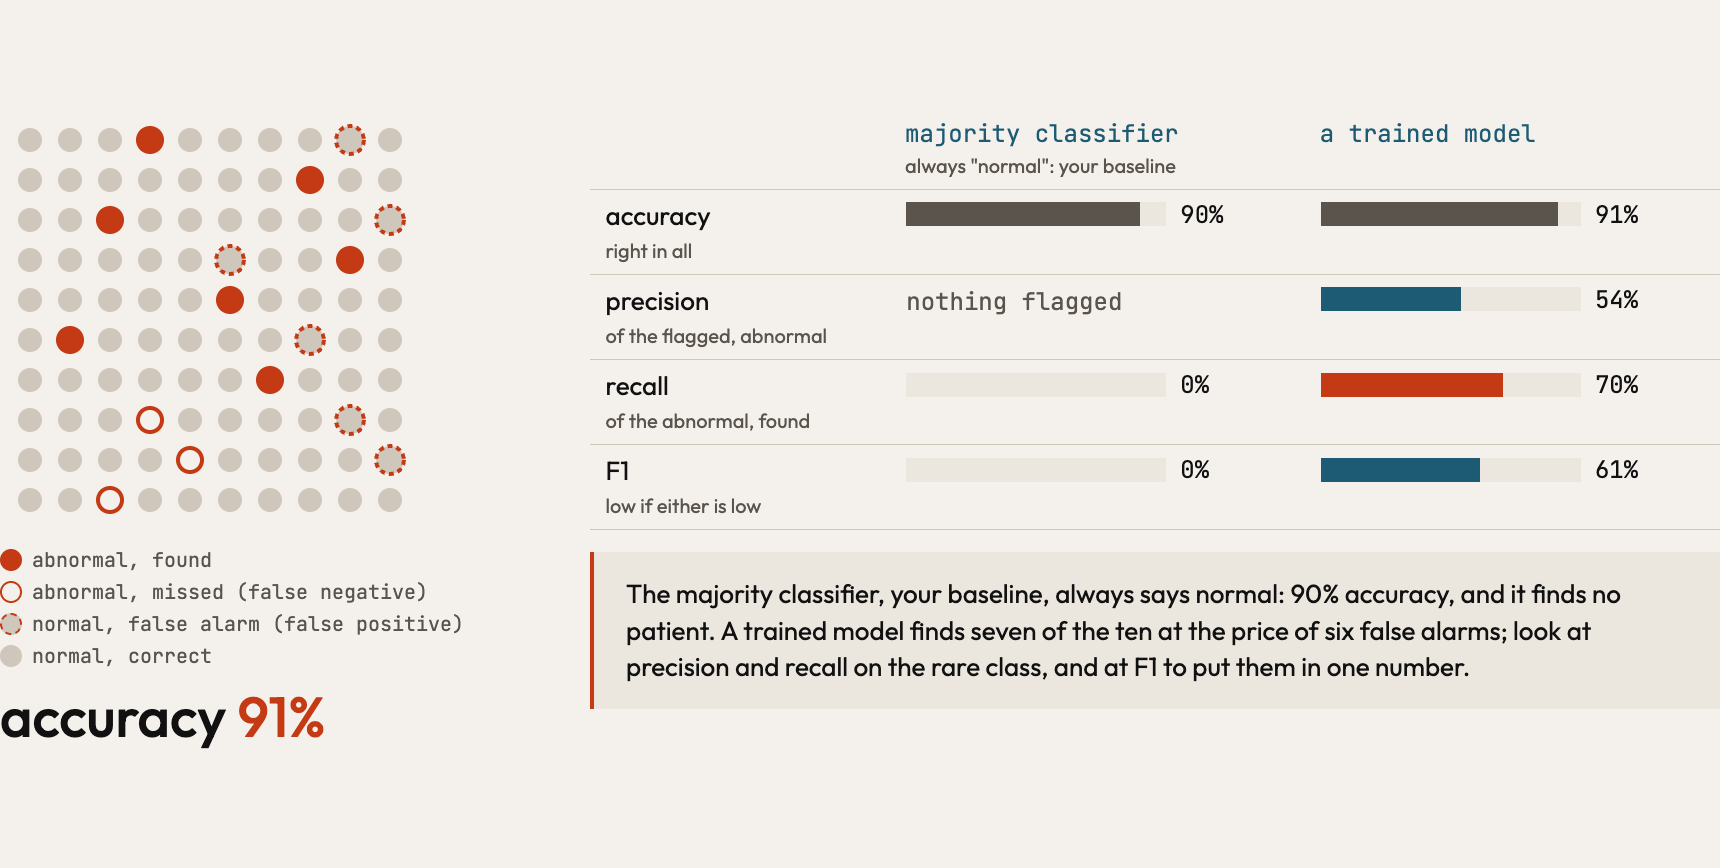 abnormal, found
abnormal, missed (false negative)
normal, false alarm (false positive)
normal, correct
accuracy 91%
majority classifier
always "normal": your baseline
a trained model
accuracy
right in all
90%
91%
precision
of the flagged, abnormal
nothing flagged
54%
recall
of the abnormal, found
0%
70%
F1
low if either is low
0%
61%
The majority classifier, your baseline, always says normal: 90% accuracy, and it finds no
patient. A trained model finds seven of the ten at the price of six false alarms; look at
precision and recall on the rare class, and at F1 to put them in one number.